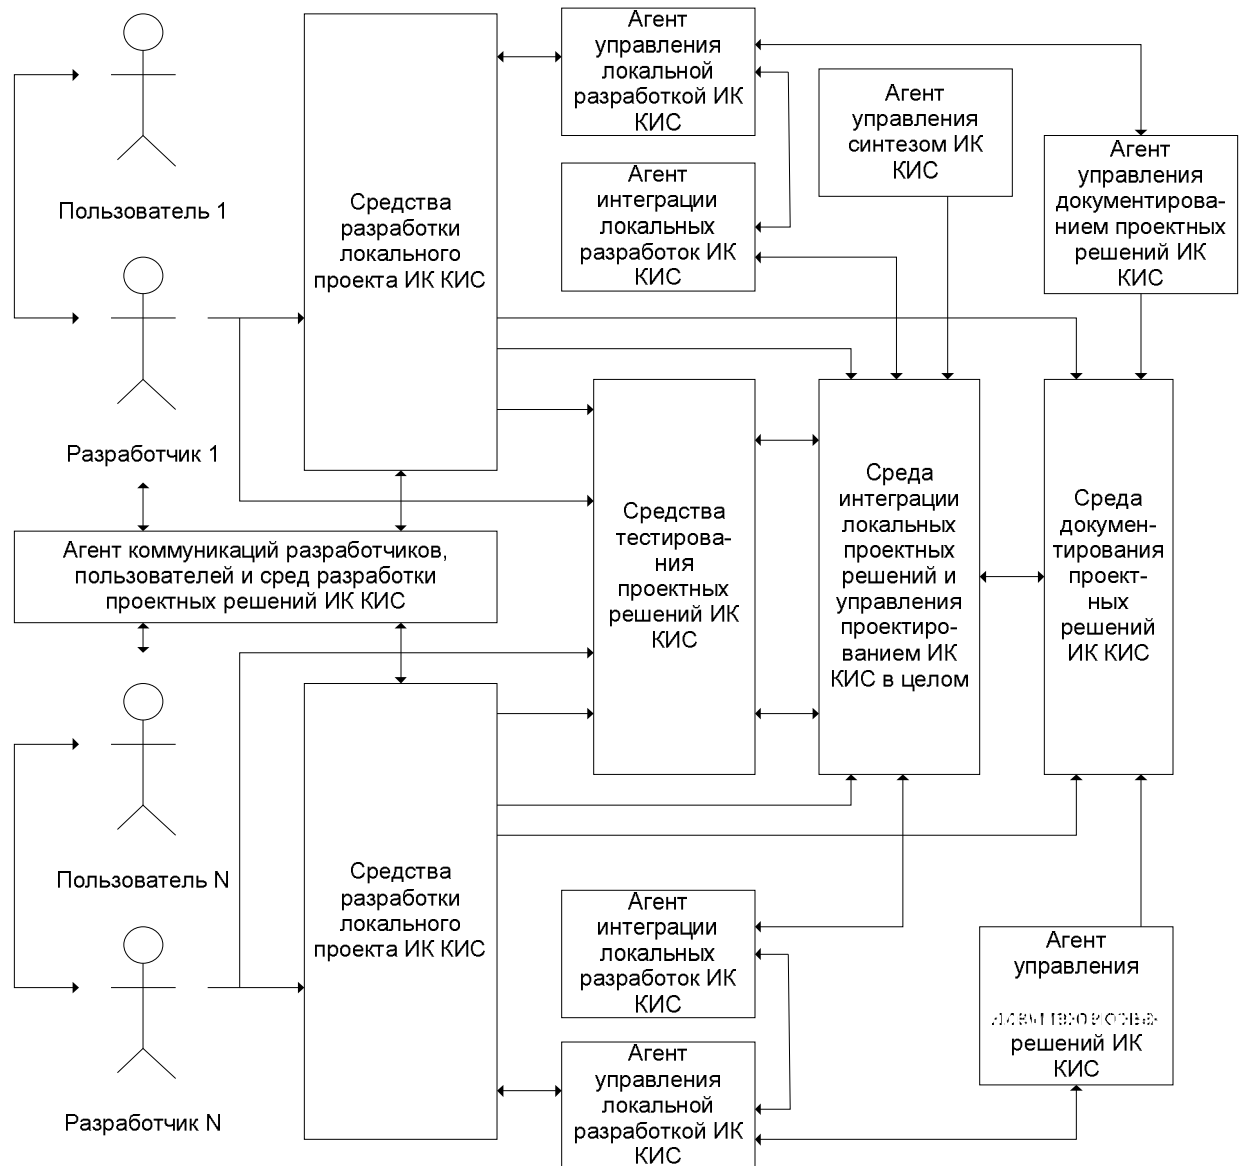 Пользователь 1
Разработчик 1
Средства
разработки
локального
проекта ИК КИС
Агент
управления
локальной
разработкой ИК
КИС
Агент
интеграции
локальных
разработок ИК
КИС
Агент
управления
синтезом ИК
КИС
Агент
управления
документирова-
нием проектных
решений ИК
КИС
Агент коммуникаций разработчиков,
пользователей и сред разработки
проектных решений ИК КИС
Средства
тестирова-
ния
проектных
решений ИК
КИС
Среда
интеграции
локальных
проектных
решений и
управления
проектиро-
ванием ИК
КИС в целом
Среда
докумен-
тирования
проект-
ных
решений
ИК КИС
Пользователь N
Разработчик N
Средства
разработки
локального
проекта ИК КИС
Агент
интеграции
локальных
разработок ИК
КИС
Агент
управления
локальной
разработкой ИК
КИС
Агент
управления
решений ИК
КИС